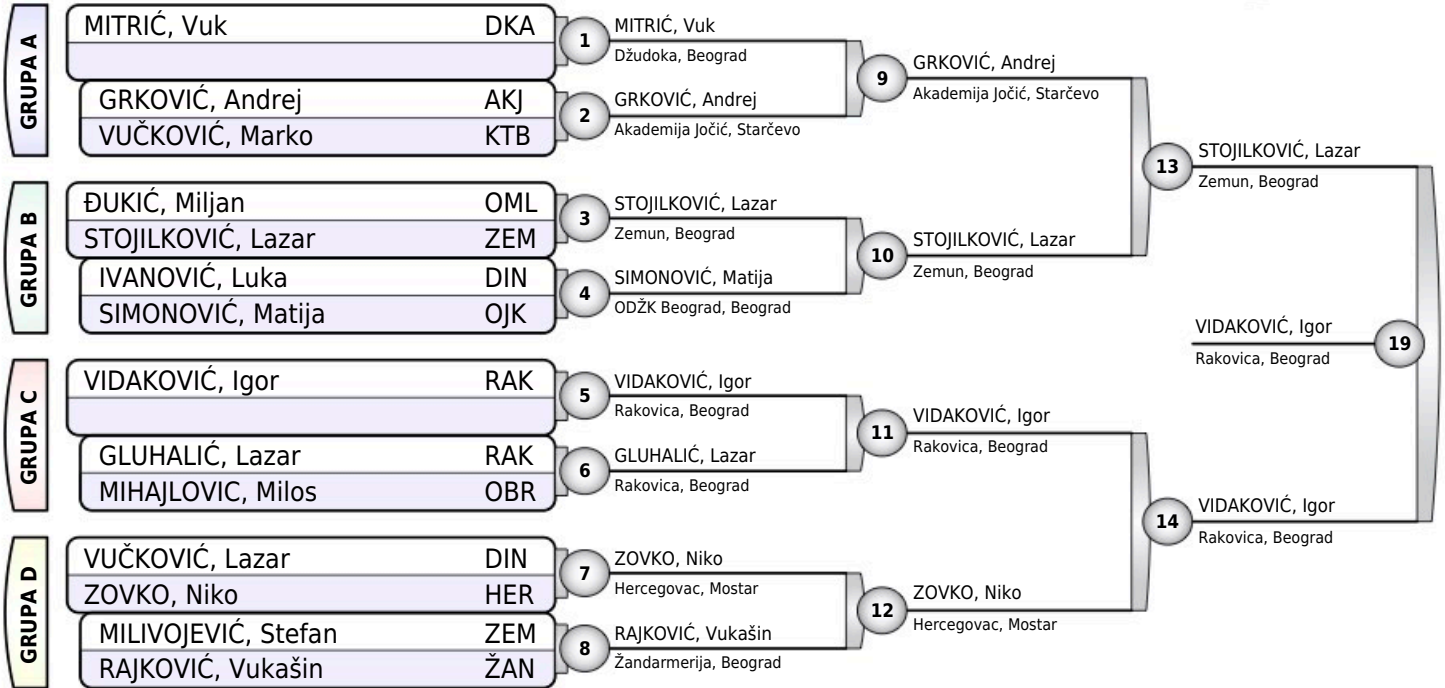 GRUPA A
MITRIĆ, Vuk DKA
GRKOVIĆ, Andrej AKJ
VUČKOVIĆ, Marko KTB
GRUPA B
ĐUKIĆ, Miljan OML
STOJILKOVIĆ, Lazar ZEM
IVANOVIĆ, Luka DIN
SIMONOVIĆ, Matija OJK
GRUPA C
VIDAKOVIĆ, Igor RAK
GLUHALIĆ, Lazar RAK
MIHAJLOVIC, Milos OBR
GRUPA D
VUČKOVIĆ, Lazar DIN
ZOVKO, Niko HER
MILIVOJEVIĆ, Stefan ZEM
RAJKOVIĆ, Vukašin ŽAN
1
MITRIĆ, Vuk
Džudoka, Beograd
2
GRKOVIĆ, Andrej
Akademija Jočić, Starčevo
3
STOJILKOVIĆ, Lazar
Zemun, Beograd
4
SIMONOVIĆ, Matija
ODŽK Beograd, Beograd
5
VIDAKOVIĆ, Igor
Rakovica, Beograd
6
GLUHALIĆ, Lazar
Rakovica, Beograd
7
ZOVKO, Niko
Hercegovac, Mostar
8
RAJKOVIĆ, Vukašin
Žandarmerija, Beograd
9
GRKOVIĆ, Andrej
Akademija Jočić, Starčevo
10
STOJILKOVIĆ, Lazar
Zemun, Beograd
11
VIDAKOVIĆ, Igor
Rakovica, Beograd
12
ZOVKO, Niko
Hercegovac, Mostar
13
STOJILKOVIĆ, Lazar
Zemun, Beograd
14
VIDAKOVIĆ, Igor
Rakovica, Beograd
VIDAKOVIĆ, Igor
Rakovica, Beograd
19